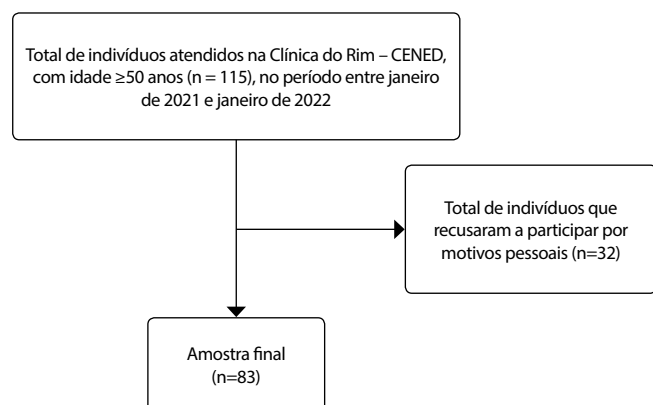 Total de indivíduos atendidos na Clínica do Rim – CENED,
com idade ≥50 anos (n = 115), no período entre janeiro
de 2021 e janeiro de 2022
Total de indivíduos que
recusaram a participar por
motivos pessoais (n=32)
Amostra final
(n=83)